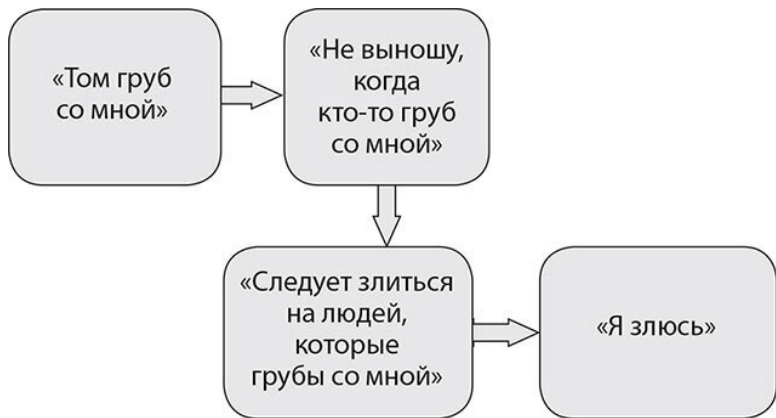 «Том груб
со мной»
«Не выношу,
когда
кто-то груб
со мной»
«Следует злиться
на людей,
которые
грубы со мной»
«Я злюсь»